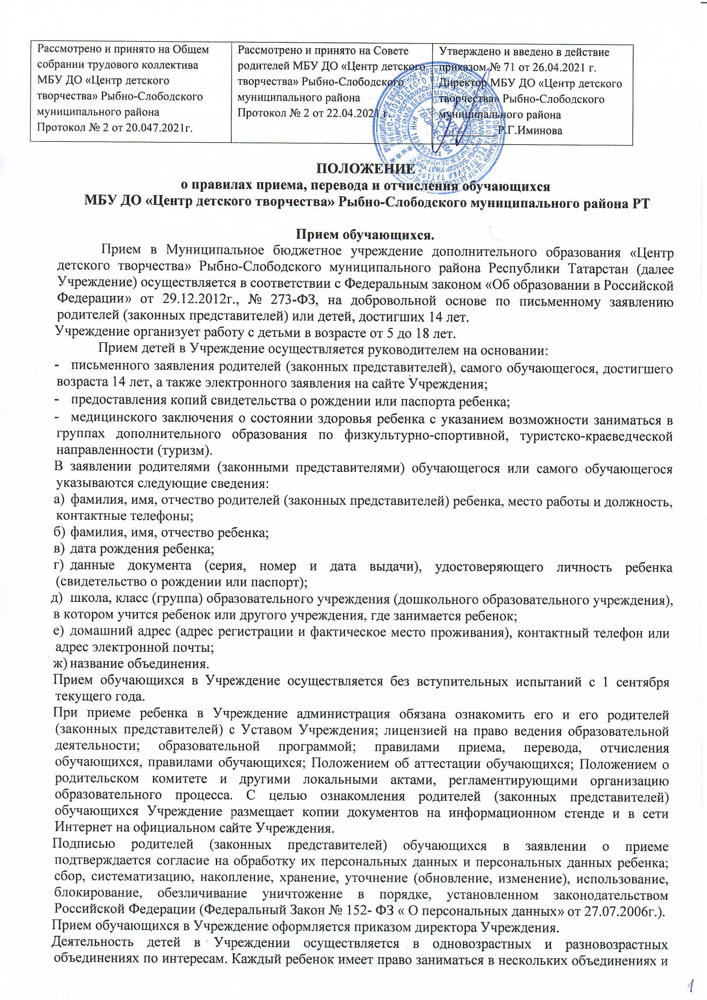 Рассмотрено и принято на Общем
собрании трудового коллектива
МБУ ДО «Центр детского
творчества» Рыбно-Слободского
муниципального района
Протокол № 2 от 20.047.2021г.
Рассмотрено и принято на Совете
родителей МБУ ДО «Центр детского
творчества» Рыбно-Слободского
муниципального района
Протокол № 2 от 22.04.2021 г.
Утверждено и введено в действие
приказом № 71 от 26.04.2021 г.
Директор МБУ ДО «Центр детского
творчества» Рыбно-Слободского
муниципального района
Р.Г.Иминова
ЦЕНТР
ДЕТСКОГО
ТВОРЧЕСТВА
ИНН 1634003444
ПОЛОЖЕНИЕ
о правилах приема, перевода и отчисления обучающихся
МБУ ДО «Центр детского творчества» Рыбно-Слободского муниципального района РТ
Прием обучающихся.
Прием в Муниципальное бюджетное учреждение дополнительного образования «Центр
детского творчества» Рыбно-Слободского муниципального района Республики Татарстан (далее
Учреждение) осуществляется в соответствии с Федеральным законом «Об образовании в Российской
Федерации» от 29.12.2012г., № 273-ФЗ, на добровольной основе по письменному заявлению
родителей (законных представителей) или детей, достигших 14 лет.
Учреждение организует работу с детьми в возрасте от 5 до 18 лет.
Прием детей в Учреждение осуществляется руководителем на основании:
- письменного заявления родителей (законных представителей), самого обучающегося, достигшего
возраста 14 лет, а также электронного заявления на сайте Учреждения;
- предоставления копий свидетельства о рождении или паспорта ребенка;
- медицинского заключения о состоянии здоровья ребенка с указанием возможности заниматься в
группах дополнительного образования по физкультурно-спортивной, туристско-краеведческой
направленности (туризм).
В заявлении родителями (законными представителями) обучающегося или самого обучающегося
указываются следующие сведения:
а) фамилия, имя, отчество родителей (законных представителей) ребенка, место работы и должность,
контактные телефоны;
б) фамилия, имя, отчество ребенка;
в) дата рождения ребенка;
г) данные документа (серия, номер и дата выдачи), удостоверяющего личность ребенка
(свидетельство о рождении или паспорт);
д) школа, класс (группа) образовательного учреждения (дошкольного образовательного учреждения),
в котором учится ребенок или другого учреждения, где занимается ребенок;
е) домашний адрес (адрес регистрации и фактическое место проживания), контактный телефон или
адрес электронной почты;
ж) название объединения.
Прием обучающихся в Учреждение осуществляется без вступительных испытаний с 1 сентября
текущего года.
При приеме ребенка в Учреждение администрация обязана ознакомить его и его родителей
(законных представителей) с Уставом Учреждения; лицензией на право ведения образовательной
деятельности; образовательной программой; правилами приема, перевода, отчисления
обучающихся, правилами обучающихся; Положением об аттестации обучающихся; Положением о
родительском комитете и другими локальными актами, регламентирующими организацию
образовательного процесса. С целью ознакомления родителей (законных представителей)
обучающихся Учреждение размещает копии документов на информационном стенде и в сети
Интернет на официальном сайте Учреждения.
Подписью родителей (законных представителей) обучающихся в заявлении о приеме
подтверждается согласие на обработку их персональных данных и персональных данных ребенка;
сбор, систематизацию, накопление, хранение, уточнение (обновление, изменение), использование,
блокирование, обезличивание уничтожение в порядке, установленном законодательством
Российской Федерации (Федеральный Закон № 152- ФЗ « О персональных данных» от 27.07.2006г.).
Прием обучающихся в Учреждение оформляется приказом директора Учреждения.
Деятельность детей в Учреждении осуществляется в одновозрастных и разновозрастных
объединениях по интересам. Каждый ребенок имеет право заниматься в нескольких объединениях и
1